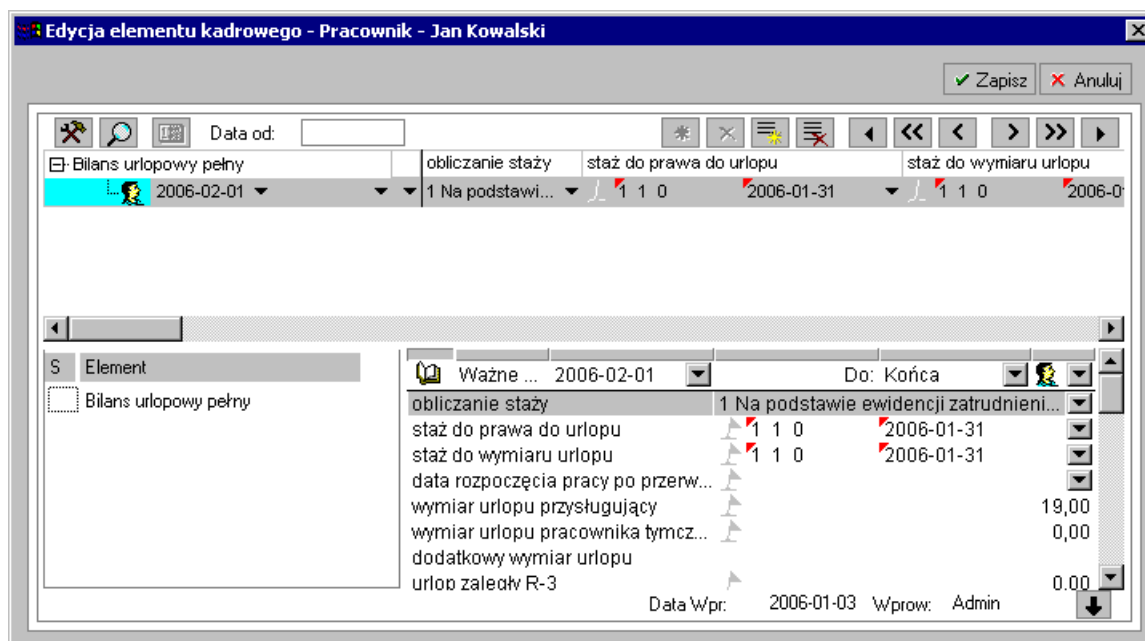 Edycja elementu kadrowego - Pracownik - Jan Kowalski
Zapisz Anuluj
Data od:
Bilans urlopowy pełny obliczanie staży staż do prawa do urlopu staż do wymiaru urlopu
2006-02-01 1 Na podstawi... 1 1 0 2006-01-31 1 1 0 2006-0
S Element
Bilans urlopowy pełny
Ważne ... 2006-02-01 Do: Końca
obliczanie staży 1 Na podstawie ewidencji zatrudnieni...
staż do prawa do urlopu 1 1 0 2006-01-31
staż do wymiaru urlopu 1 1 0 2006-01-31
data rozpoczęcia pracy po przerw...
wymiar urlopu przysługujący 19,00
wymiar urlopu pracownika tymcz... 0,00
dodatkowy wymiar urlopu
urlop zaległy R-3 0,00
Data Wpr: 2006-01-03 Wprow: Admin